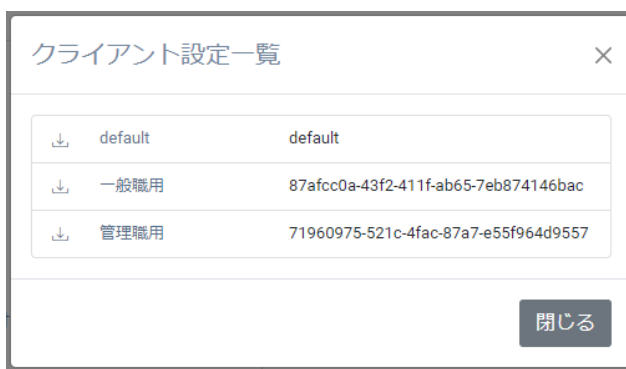 クライアント設定一覧
default default
一般職用 87afcc0a-43f2-411f-ab65-7eb874146bac
管理職用 71960975-521c-4fac-87a7-e55f964d9557
閉じる